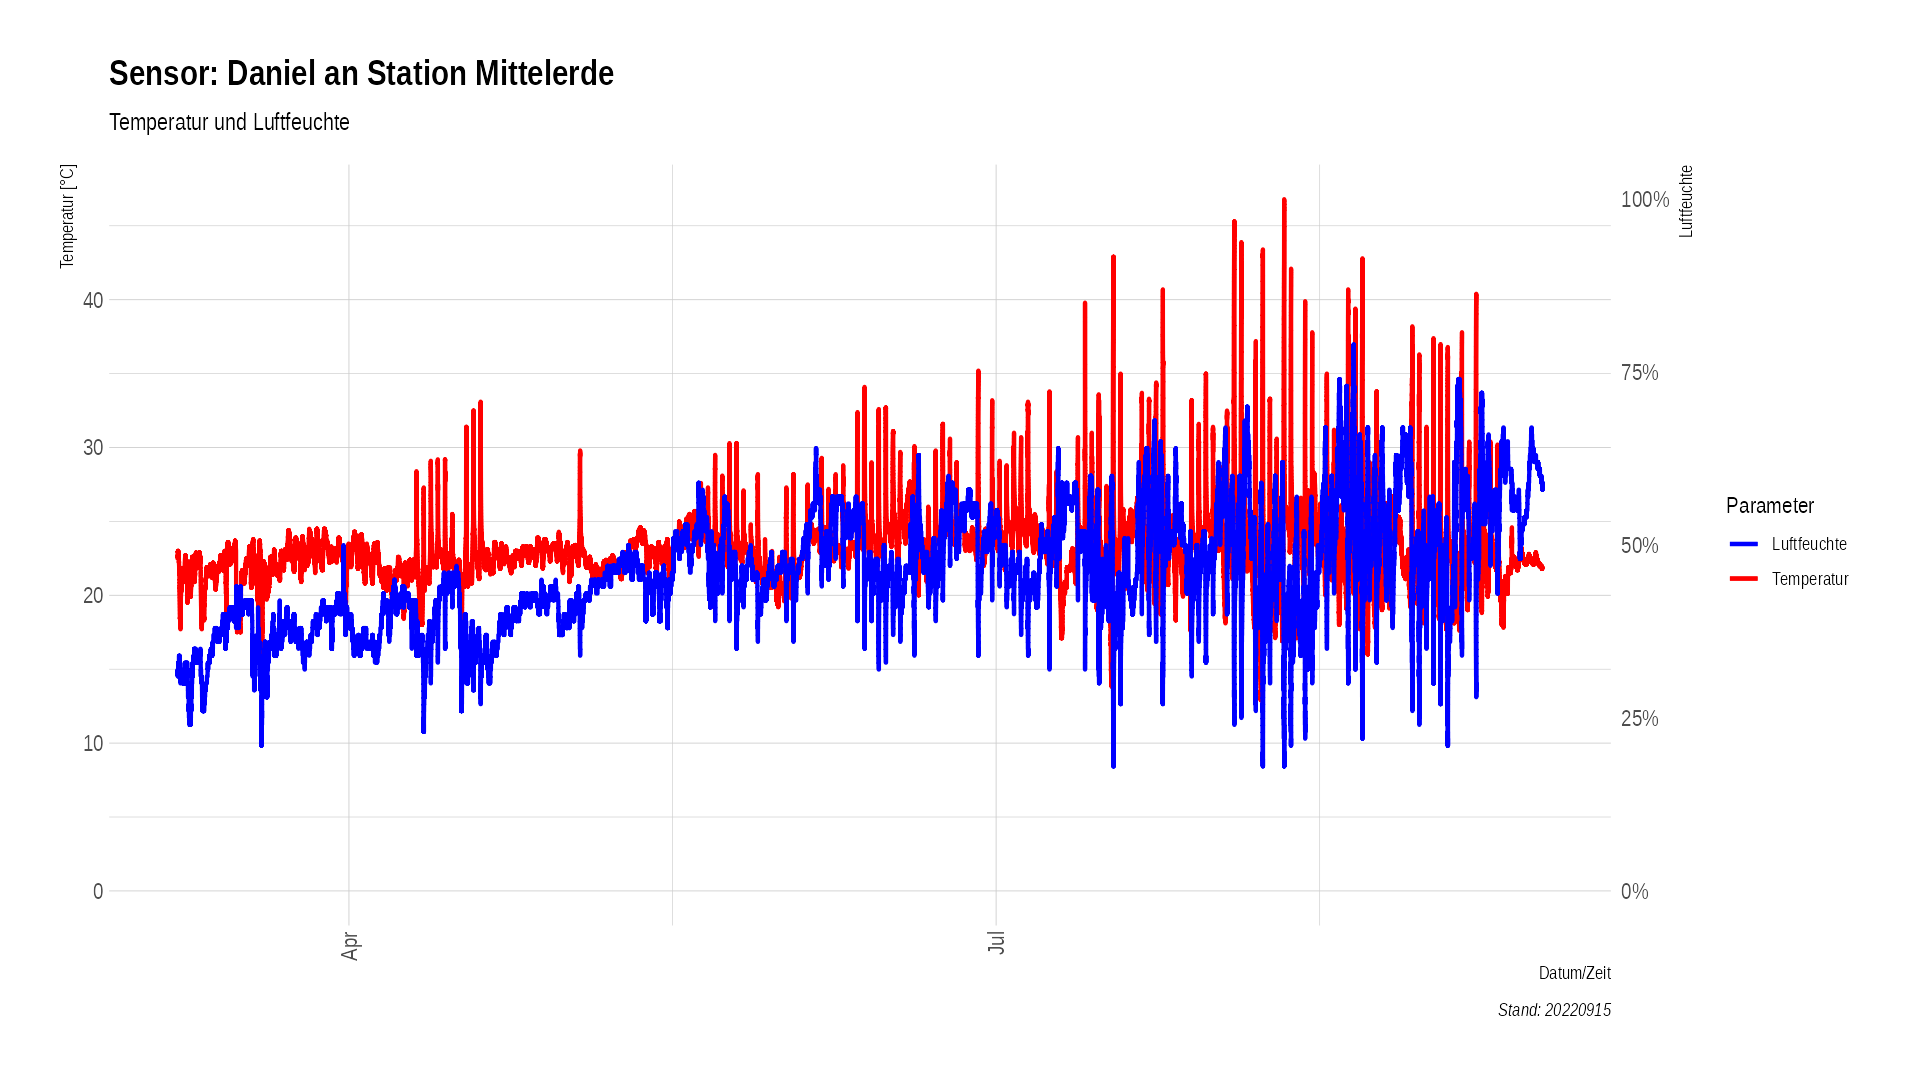 Sensor: Daniel an Station Mittelerde
Temperatur und Luftfeuchte
Temperatur [°C]
40
30
20
10
0
100%
75%
50%
25%
0%
Luftfeuchte
Apr
Jul
Datum/Zeit
Stand: 20220915
Parameter
Luftfeuchte
Temperatur